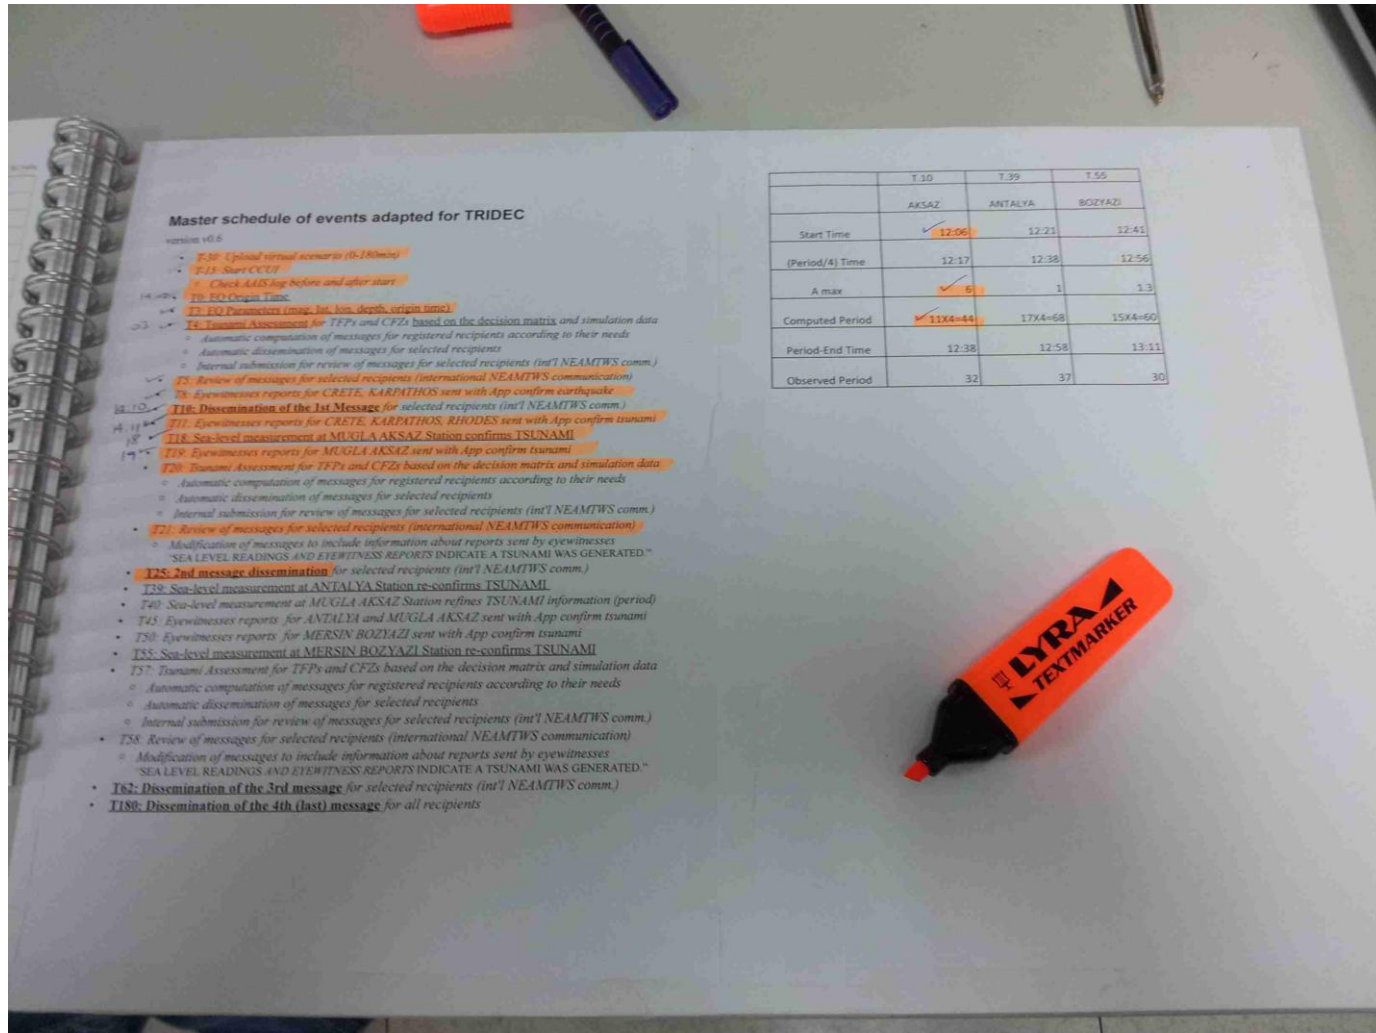 Master schedule of events adapted for TRIDEC
version v0.6
• T-30: Upload virtual scenario (0-180min)
• T-15: Start CCUI
◦ Check AAIS log before and after start
• T0: EQ Origin Time
• T3: EQ Parameters (mag, lat, lon, depth, origin time)
03 • T4: Tsunami Assessment for TFPs and CFZs based on the decision matrix and simulation data
◦ Automatic computation of messages for registered recipients according to their needs
◦ Automatic dissemination of messages for selected recipients
◦ Internal submission for review of messages for selected recipients (int'l NEAMTWS comm.)
• T5: Review of messages for selected recipients (international NEAMTWS communication)
• T8: Eyewitnesses reports for CRETE, KARPATHOS sent with App confirm earthquake
• T10: Dissemination of the 1st Message for selected recipients (int'l NEAMTWS comm.)
14:11 • T11: Eyewitnesses reports for CRETE, KARPATHOS, RHODES sent with App confirm tsunami
18 • T18: Sea-level measurement at MUGLA AKSAZ Station confirms TSUNAMI
19 • T19: Eyewitnesses reports for MUGLA AKSAZ sent with App confirm tsunami
• T20: Tsunami Assessment for TFPs and CFZs based on the decision matrix and simulation data
◦ Automatic computation of messages for registered recipients according to their needs
◦ Automatic dissemination of messages for selected recipients
◦ Internal submission for review of messages for selected recipients (int'l NEAMTWS comm.)
• T21: Review of messages for selected recipients (international NEAMTWS communication)
◦ Modification of messages to include information about reports sent by eyewitnesses
"SEA LEVEL READINGS AND EYEWITNESS REPORTS INDICATE A TSUNAMI WAS GENERATED."
• T25: 2nd message dissemination for selected recipients (int'l NEAMTWS comm.)
• T39: Sea-level measurement at ANTALYA Station re-confirms TSUNAMI
• T40: Sea-level measurement at MUGLA AKSAZ Station refines TSUNAMI information (period)
• T45: Eyewitnesses reports for ANTALYA and MUGLA AKSAZ sent with App confirm tsunami
• T50: Eyewitnesses reports for MERSIN BOZYAZI sent with App confirm tsunami
• T55: Sea-level measurement at MERSIN BOZYAZI Station re-confirms TSUNAMI
• T57: Tsunami Assessment for TFPs and CFZs based on the decision matrix and simulation data
◦ Automatic computation of messages for registered recipients according to their needs
◦ Automatic dissemination of messages for selected recipients
◦ Internal submission for review of messages for selected recipients (int'l NEAMTWS comm.)
• T58: Review of messages for selected recipients (international NEAMTWS communication)
◦ Modification of messages to include information about reports sent by eyewitnesses
"SEA LEVEL READINGS AND EYEWITNESS REPORTS INDICATE A TSUNAMI WAS GENERATED."
• T62: Dissemination of the 3rd message for selected recipients (int'l NEAMTWS comm.)
• T180: Dissemination of the 4th (last) message for all recipients
T.10 T.39 T.55
AKSAZ ANTALYA BOZYAZI
Start Time 12:06 12:21 12:41
(Period/4) Time 12:17 12:38 12:56
A max 6 1 1.3
Computed Period 11X4=44 17X4=68 15X4=60
Period-End Time 12:38 12:58 13:11
Observed Period 32 37 30
LYRA
TEXTMARKER